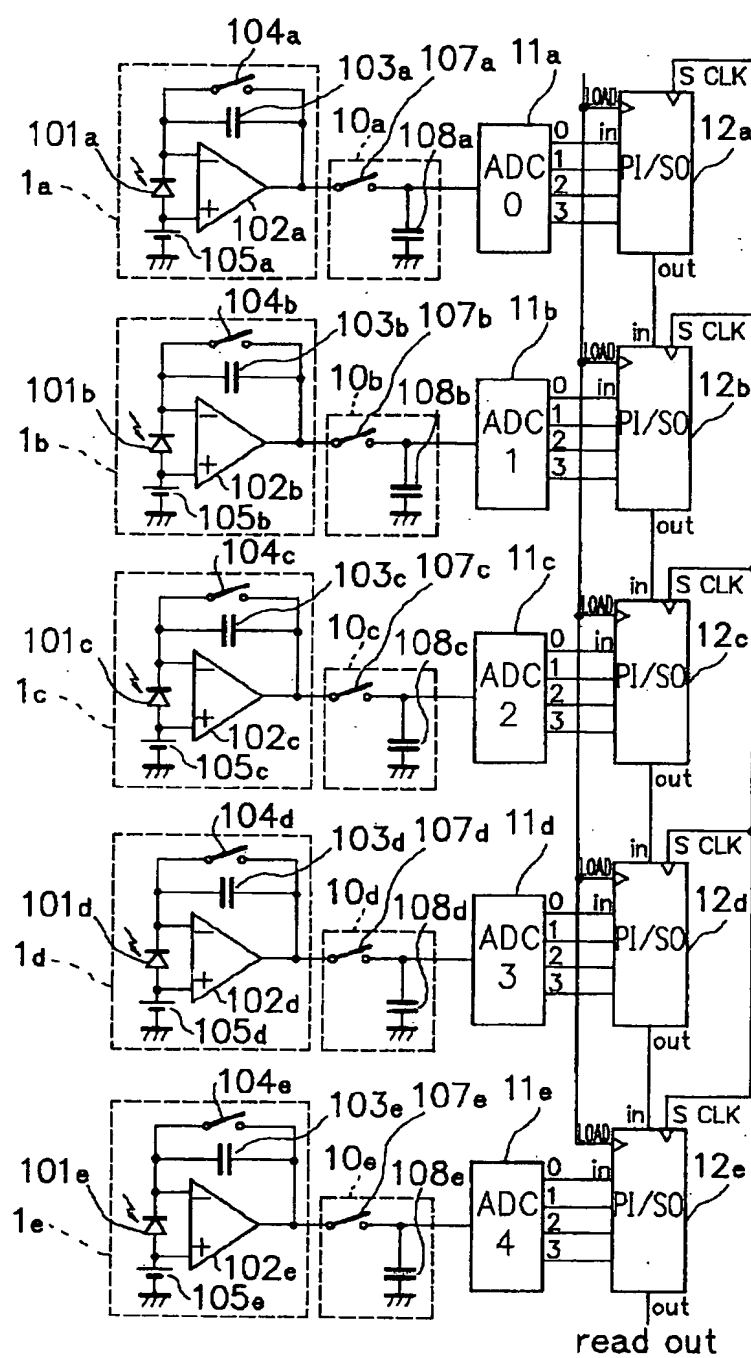 104a
103a
107a
11a
S CLK
LOAD
101a
10a
108a
12a
1a
ADC
0
0
1
2
3
in
PI/SO
102a
105a
out
104b
103b
107b
11b
in
S CLK
LOAD
101b
10b
108b
12b
1b
ADC
1
0
1
2
3
in
PI/SO
102b
105b
out
104c
103c
107c
11c
in
S CLK
LOAD
101c
10c
108c
12c
1c
ADC
2
0
1
2
3
in
PI/SO
102c
105c
out
104d
103d
107d
11d
in
S CLK
LOAD
101d
10d
108d
12d
1d
ADC
3
0
1
2
3
in
PI/SO
102d
105d
out
104e
103e
107e
11e
in
S CLK
LOAD
101e
10e
108e
12e
1e
ADC
4
0
1
2
3
in
PI/SO
102e
105e
out
read out